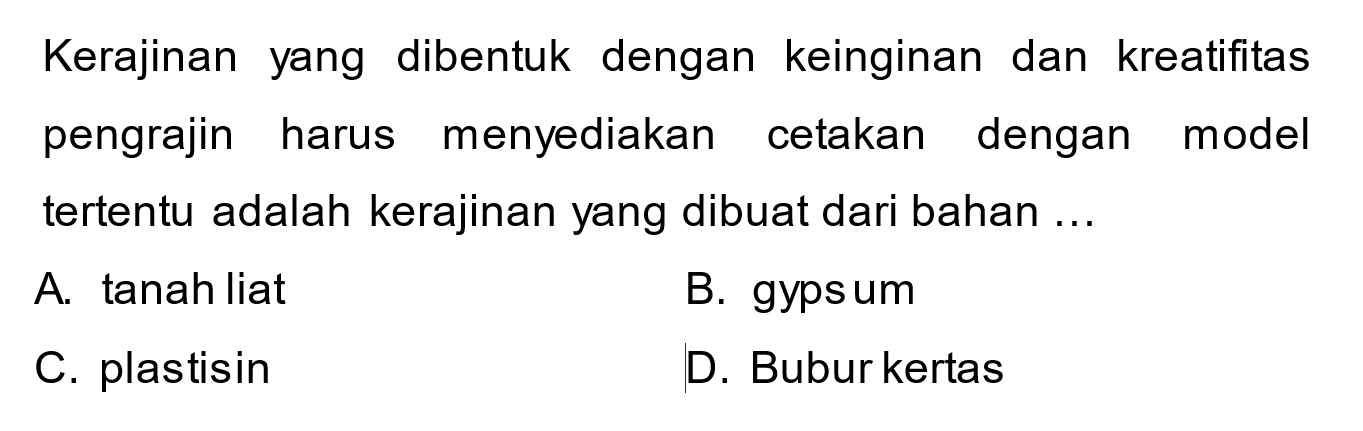 Kerajinan yang dibentuk dengan keinginan dan kreatifitas
pengrajin harus menyediakan cetakan dengan model
tertentu adalah kerajinan yang dibuat dari bahan ...
A. tanah liat B. gypsum
C. plastisin D. Bubur kertas